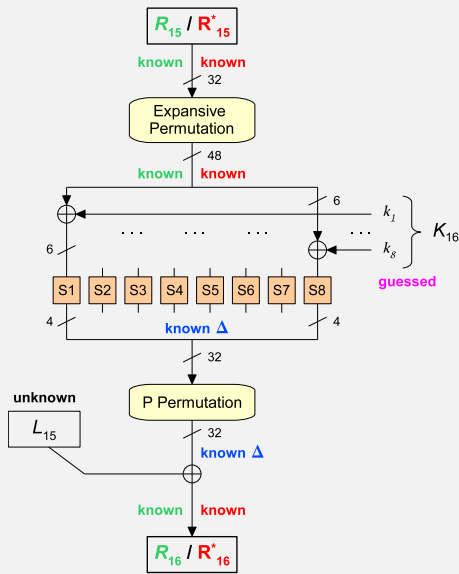 R15 / R*15
known known
32
Expansive
Permutation
48
known known
6
k1
... ... ... ...
K16
6
k8
guessed
S1 S2 S3 S4 S5 S6 S7 S8
4 known Δ 4
32
unknown
P Permutation
L15
32
known Δ
known known
R16 / R*16